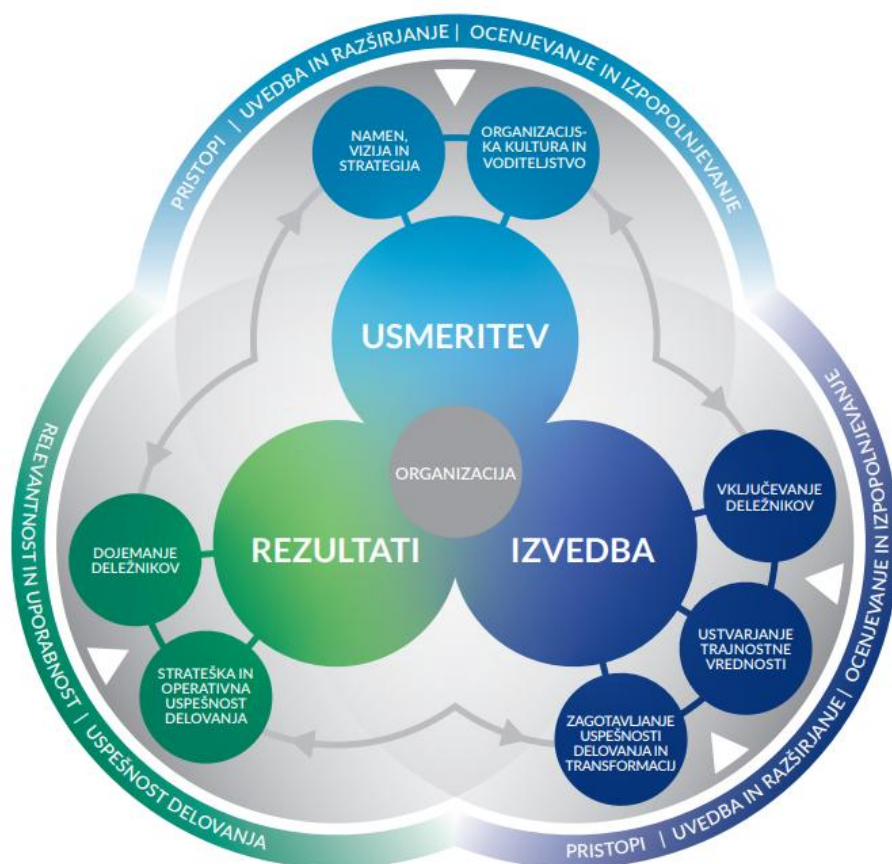 PRISTOPI | UVEDBA IN RAZŠIRJANJE | OCENJEVANJE IN IZPOPOLNJEVANJE
NAMEN,
VIZIJA IN
STRATEGIJA
ORGANIZACIJS-
KA KULTURA IN
VODITELJSTVO
USMERITEV
ORGANIZACIJA
REZULTATI
IZVEDBA
VKLJUČEVANJE
DELEŽNIKOV
USTVARJANJE
TRAJNOSTNE
VREDNOSTI
ZAGOTAVLJANJE
USPEŠNOSTI
DELOVANJA IN
TRANSFORMACIJ
DOJEMANJE
DELEŽNIKOV
STRATEŠKA IN
OPERATIVNA
USPEŠNOST
DELOVANJA
RELEVANTNOST IN UPORABNOST | USPEŠNOST DELOVANJA
PRISTOPI | UVEDBA IN RAZŠIRJANJE | OCENJEVANJE IN IZPOPOLNJEVANJE